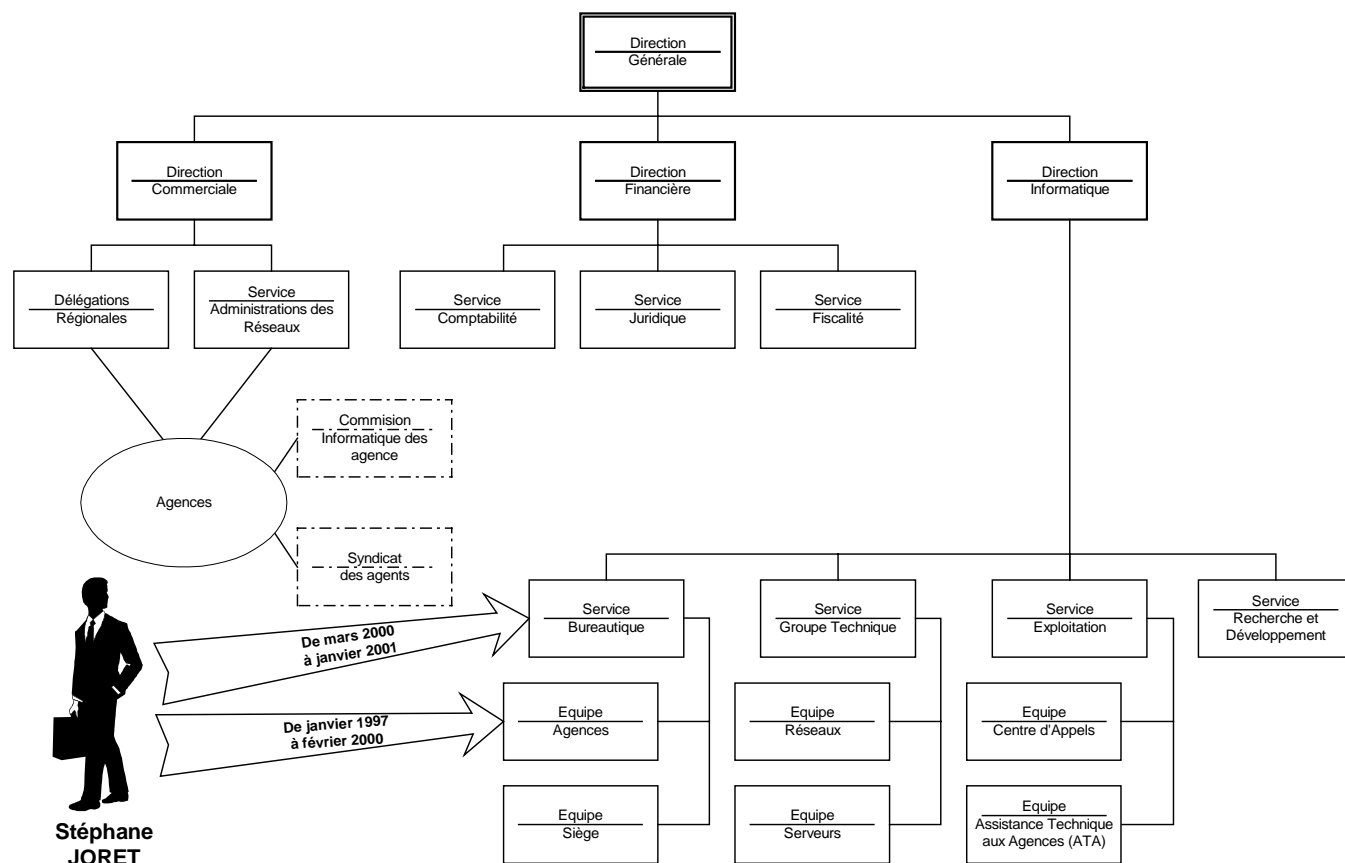 Direction
Générale
Direction
Commerciale
Direction
Financière
Direction
Informatique
Délégations
Régionales
Service
Administrations des
Réseaux
Service
Comptabilité
Service
Juridique
Service
Fiscalité
Commision
Informatique des
agence
Agences
Syndicat
des agents
Service
Bureautique
Service
Groupe Technique
Service
Exploitation
Service
Recherche et
Développement
De mars 2000
à janvier 2001
De janvier 1997
à février 2000
Equipe
Agences
Equipe
Réseaux
Equipe
Centre d'Appels
Equipe
Siège
Equipe
Serveurs
Equipe
Assistance Technique
aux Agences (ATA)
Stéphane
JORET